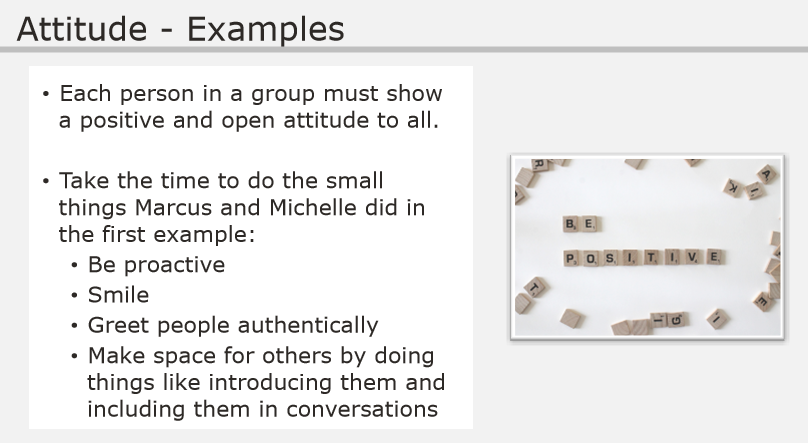 Attitude - Examples
• Each person in a group must show
a positive and open attitude to all.
• Take the time to do the small
things Marcus and Michelle did in
the first example:
• Be proactive
• Smile
• Greet people authentically
• Make space for others by doing
things like introducing them and
including them in conversations
BE
POSITIVE
R
A
K
I
T
E
I
G
I